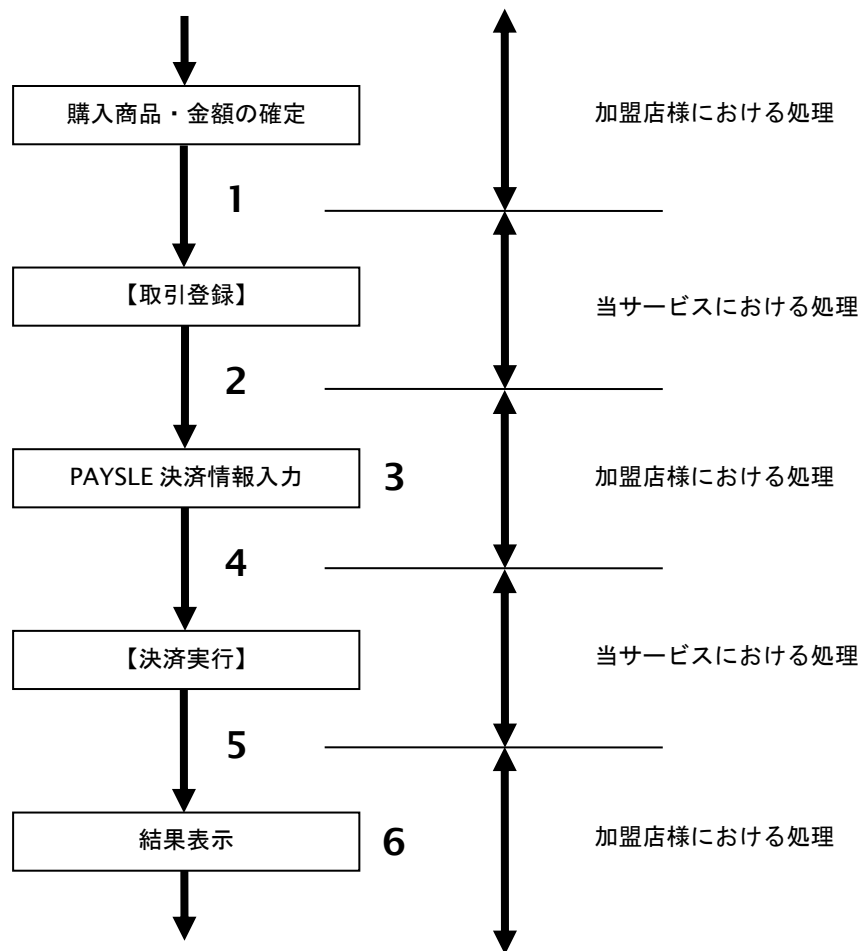 購入商品・金額の確定
加盟店様における処理
1
【取引登録】
当サービスにおける処理
2
PAYSLE 決済情報入力
3
加盟店様における処理
4
【決済実行】
当サービスにおける処理
5
結果表示
6
加盟店様における処理